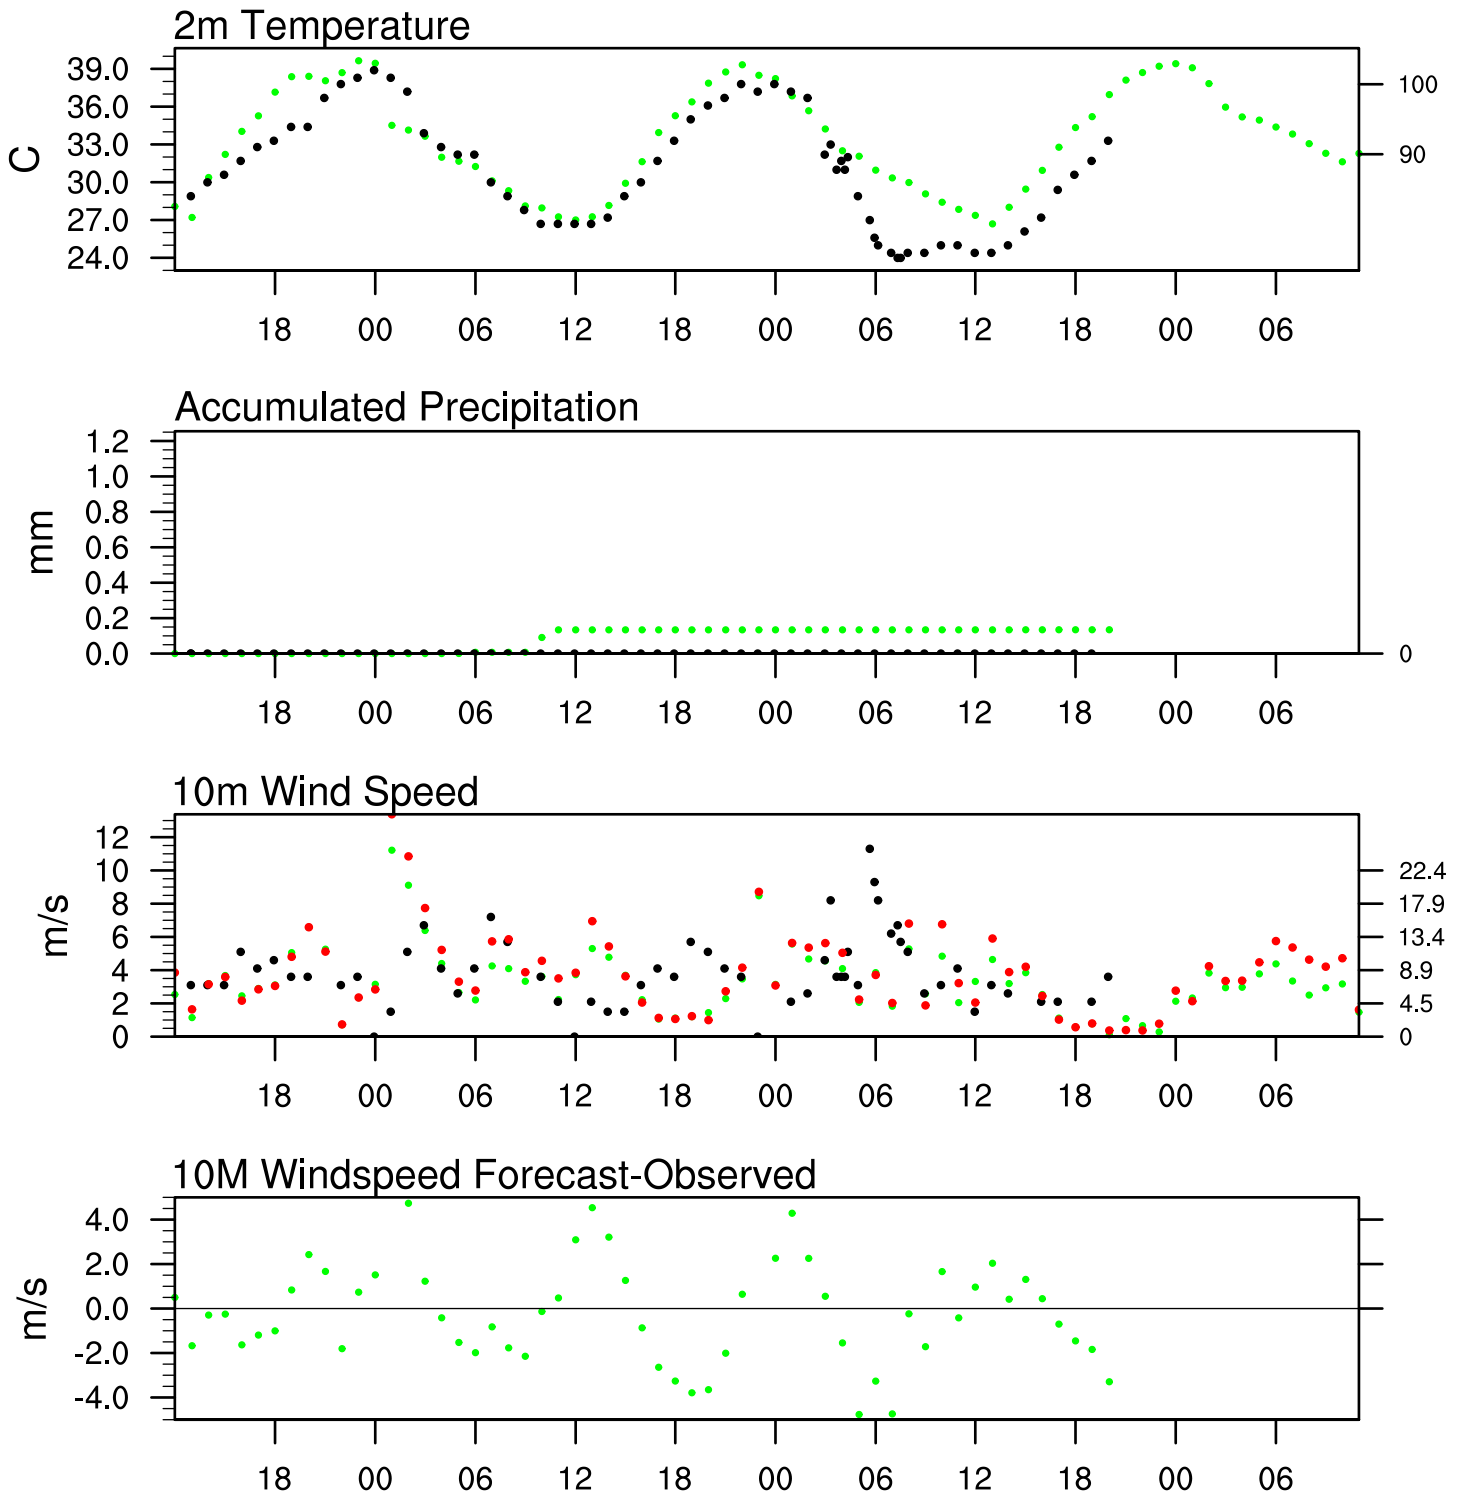 2m Temperature
39.0
36.0
33.0
30.0
27.0
24.0
C
100
90
18 00 06 12 18 00 06 12 18 00 06
Accumulated Precipitation
1.2
1.0
0.8
0.6
0.4
0.2
0.0
mm
0
18 00 06 12 18 00 06 12 18 00 06
10m Wind Speed
12
10
8
6
4
2
0
m/s
22.4
17.9
13.4
8.9
4.5
0
18 00 06 12 18 00 06 12 18 00 06
10M Windspeed Forecast-Observed
4.0
2.0
0.0
-2.0
-4.0
m/s
18 00 06 12 18 00 06 12 18 00 06